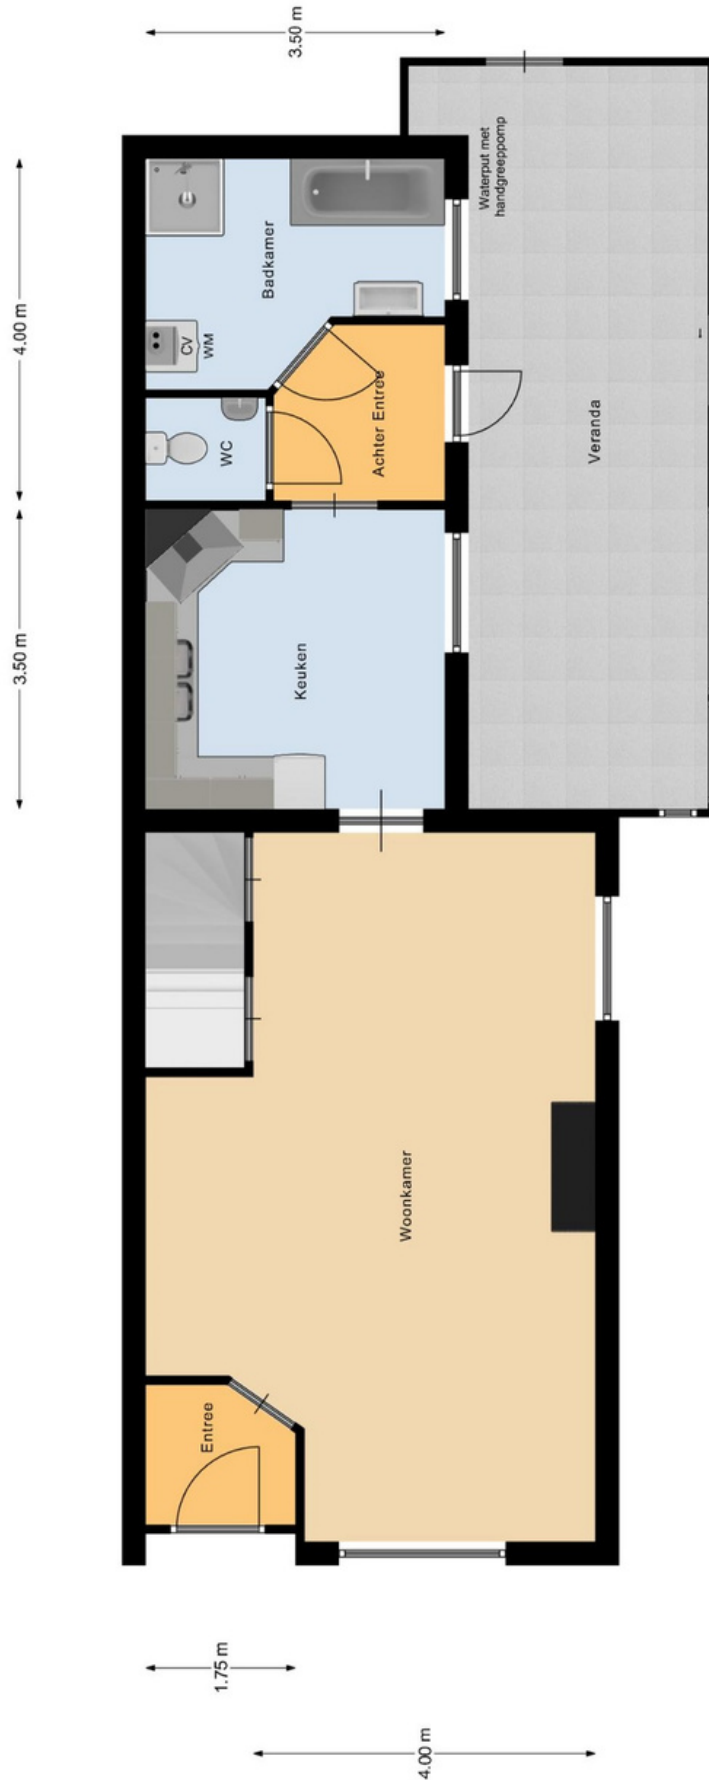 3.50 m
4.00 m
3.50 m
1.75 m
4.00 m
Badkamer
CV
WM
WC
Achter Entree
Waterput met
handgreeppomp
Veranda
Keuken
Woonkamer
Entree